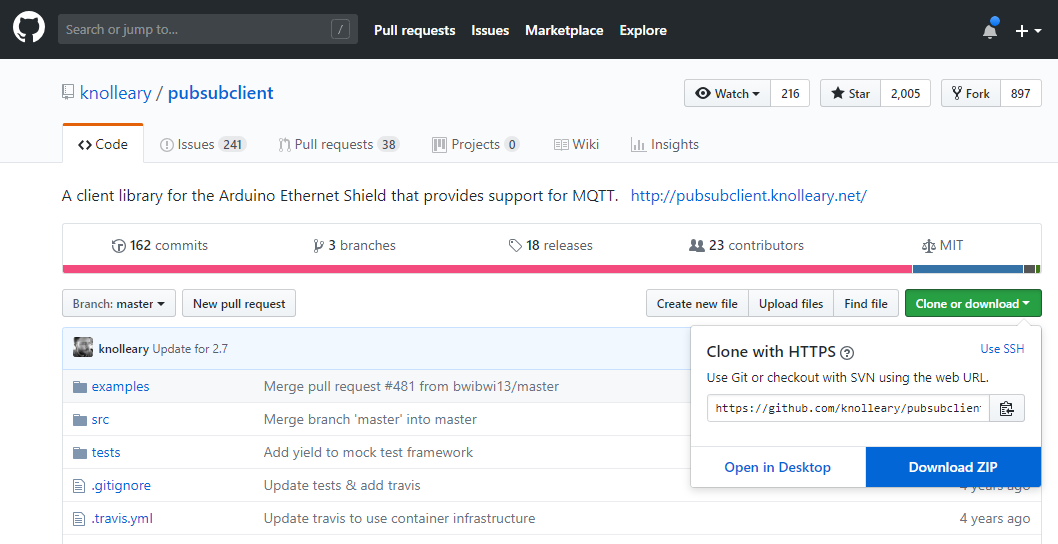 Search or jump to... / Pull requests Issues Marketplace Explore
knolleary / pubsubclient Watch 216 Star 2,005 Fork 897
Code Issues 241 Pull requests 38 Projects 0 Wiki Insights
A client library for the Arduino Ethernet Shield that provides support for MQTT. http://pubsubclient.knolleary.net/
162 commits 3 branches 18 releases 23 contributors MIT
Branch: master New pull request Create new file Upload files Find file Clone or download
knolleary Update for 2.7
Clone with HTTPS ? Use SSH
Use Git or checkout with SVN using the web URL.
https://github.com/knolleary/pubsubclient
Open in Desktop Download ZIP
examples Merge pull request #481 from bwibwi13/master
src Merge branch 'master' into master
tests Add yield to mock test framework
.gitignore Update tests & add travis 4 years ago
.travis.yml Update travis to use container infrastructure 4 years ago